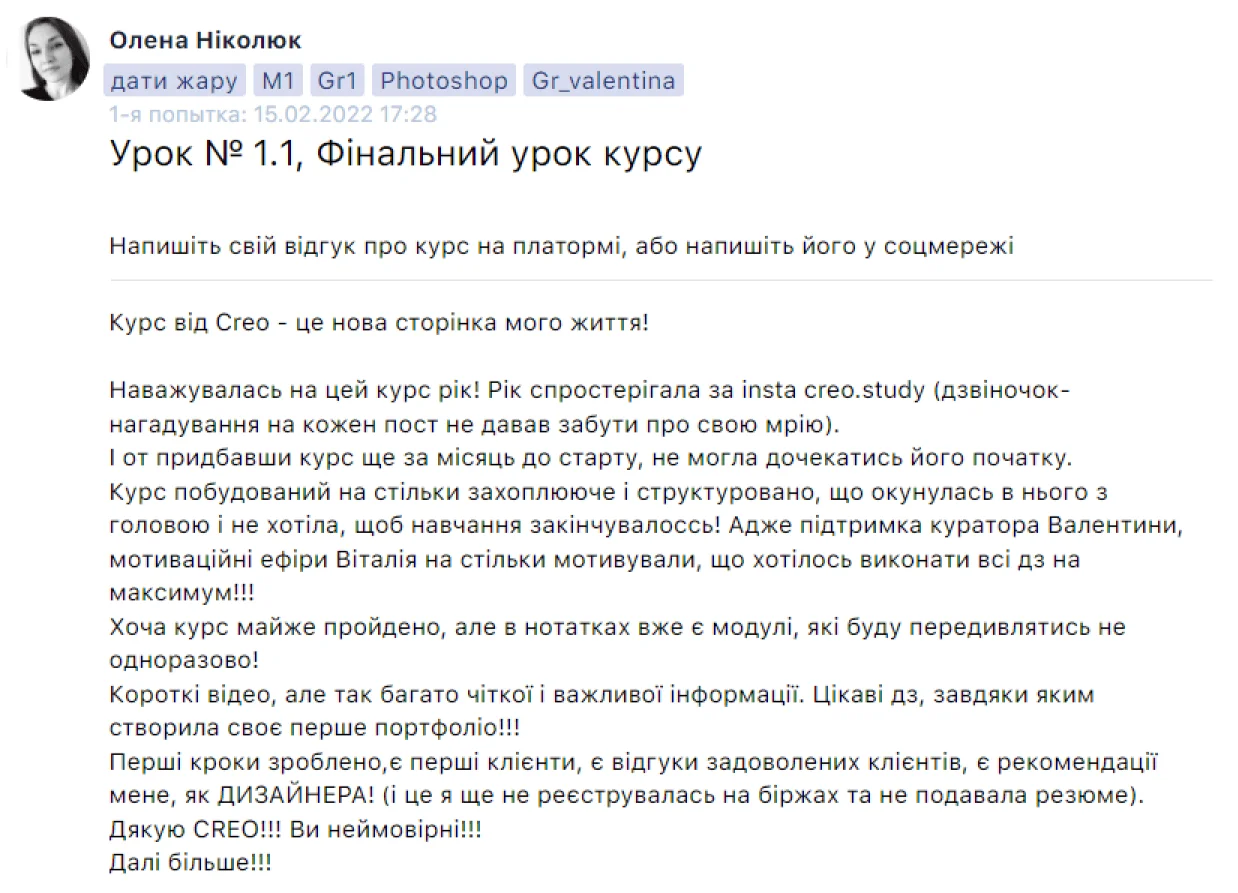 Олена Ніколюк
дати жару M1 Gr1 Photoshop Gr_valentina
1-я попытка: 15.02.2022 17:28
Урок № 1.1, Фінальний урок курсу
Напишіть свій відгук про курс на платормі, або напишіть його у соцмережі
Курс від Creo - це нова сторінка мого життя!
Наважувалась на цей курс рік! Рік спростерігала за insta creo.study (дзвіночок-
нагадування на кожен пост не давав забути про свою мрію).
І от придбавши курс ще за місяць до старту, не могла дочекатись його початку.
Курс побудований на стільки захоплююче і структуровано, що окунулась в нього з
головою і не хотіла, щоб навчання закінчувалоссь! Адже підтримка куратора Валентини,
мотиваційні ефіри Віталія на стільки мотивували, що хотілось виконати всі дз на
максимум!!!
Хоча курс майже пройдено, але в нотатках вже є модулі, які буду передивлятись не
одноразово!
Короткі відео, але так багато чіткої і важливої інформації. Цікаві дз, завдяки яким
створила своє перше портфоліо!!!
Перші кроки зроблено,є перші клієнти, є відгуки задоволених клієнтів, є рекомендації
мене, як ДИЗАЙНЕРА! (і це я ще не реєструвалась на біржах та не подавала резюме).
Дякую CREO!!! Ви неймовірні!!!
Далі більше!!!